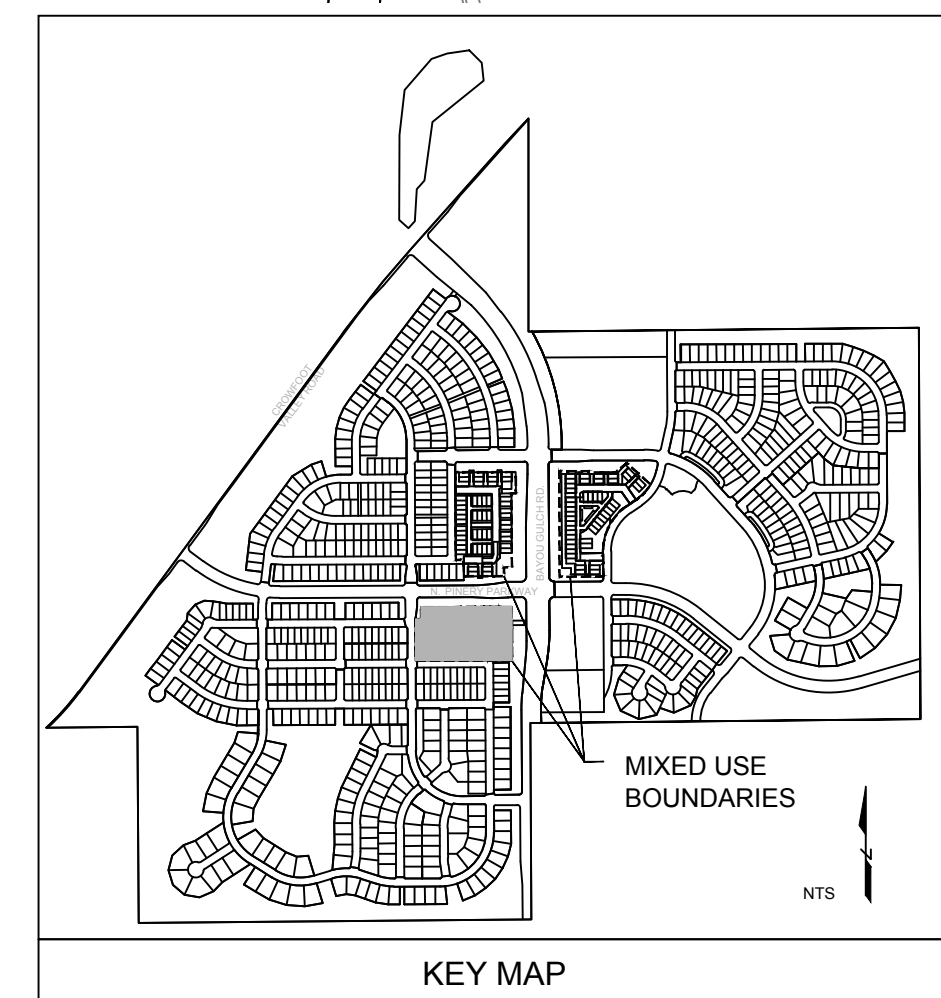 CROWFOOT
VALLEY ROAD
BAYOU GULCH RD.
N. PINERY PARKWAY
MIXED USE
BOUNDARIES
N
NTS
KEY MAP